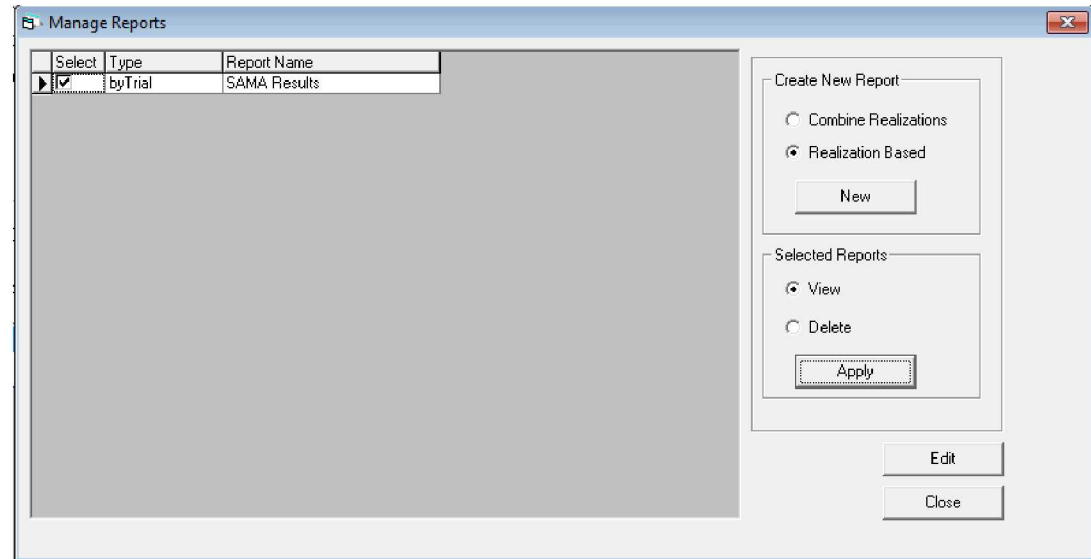 Manage Reports
Select Type Report Name
byTrial SAMA Results
Create New Report
Combine Realizations
Realization Based
New
Selected Reports
View
Delete
Apply
Edit
Close